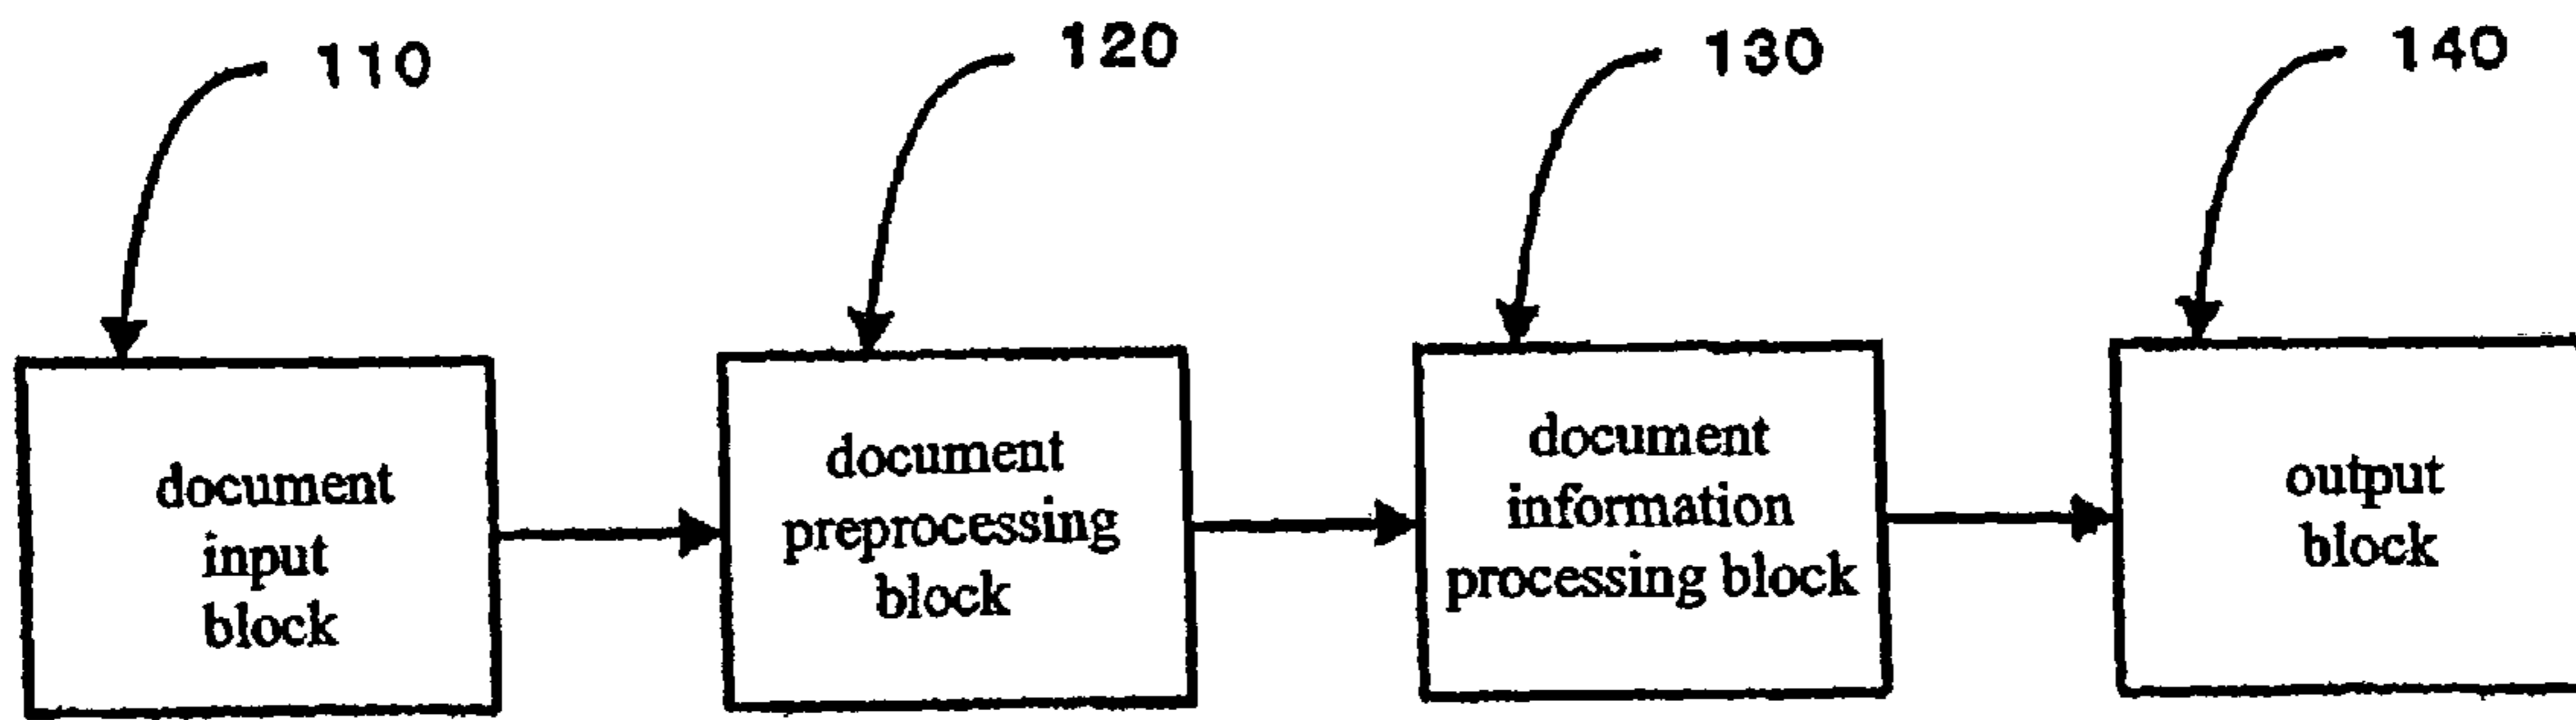 110
120
130
140
document
input
block
document
preprocessing
block
document
information
processing block
output
block